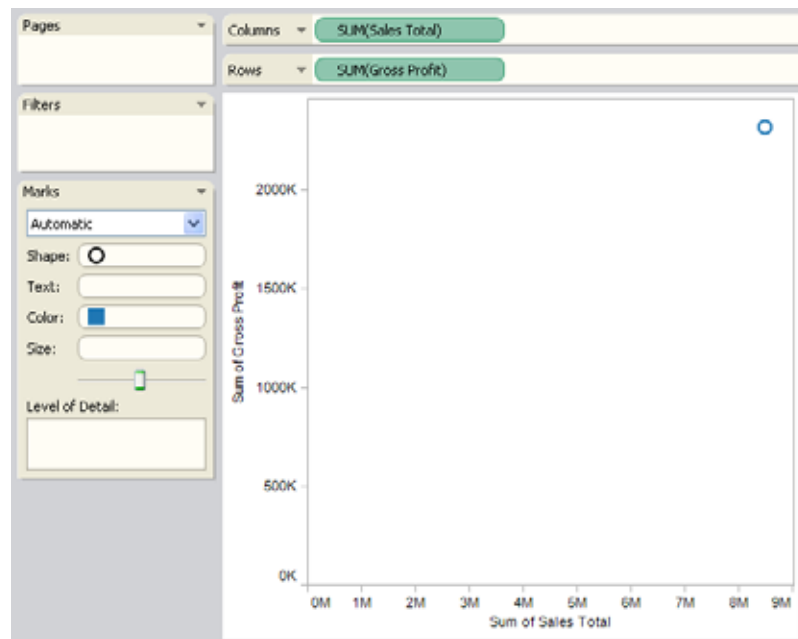 Pages
Columns
SUM(Sales Total)
Rows
SUM(Gross Profit)
Filters
Marks
Automatic
Shape:
Text:
Color:
Size:
Level of Detail:
Sum of Gross Profit
2000K
1500K
1000K
500K
0K
0M 1M 2M 3M 4M 5M 6M 7M 8M 9M
Sum of Sales Total